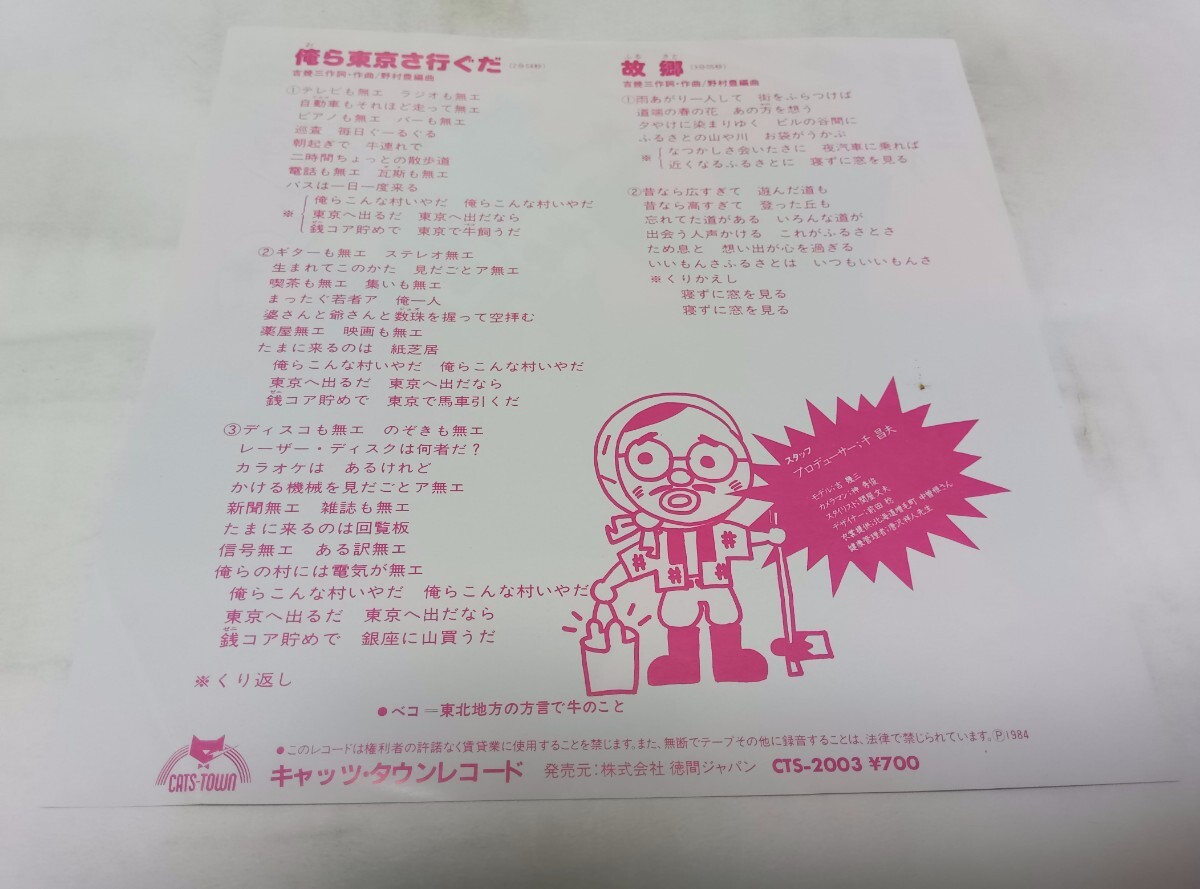 俺ら東京さ行ぐだ
吉幾三作詞・作曲/野村豊編曲
①テレビも無エ ラジオも無エ
自動車もそれほど走って無エ
ピアノも無エ バーも無エ
巡査 毎日ぐーるぐる
朝起ぎで 牛連れで
二時間ちょっとの散歩道
電話も無エ 瓦斯も無エ
バスは一日一度来る
俺らこんな村いやだ 俺らこんな村いやだ
※ 東京へ出るだ 東京へ出だなら
銭コア貯めで 東京で牛飼うだ
②ギターも無エ ステレオ無エ
生まれてこのかた 見だごとア無エ
喫茶も無エ 集いも無エ
まったぐ若者ア 俺一人
婆さんと爺さんと数珠を握って空拝む
薬屋無エ 映画も無エ
たまに来るのは 紙芝居
俺らこんな村いやだ 俺らこんな村いやだ
東京へ出るだ 東京へ出だなら
銭コア貯めで 東京で馬車引くだ
③ディスコも無エ のぞきも無エ
レーザー・ディスクは何者だ?
カラオケは あるけれど
かける機械を見だごとア無エ
新聞無エ 雑誌も無エ
たまに来るのは回覧板
信号無エ ある訳無エ
俺らの村には電気が無エ
俺らこんな村いやだ 俺らこんな村いやだ
東京へ出るだ 東京へ出だなら
銭コア貯めで 銀座に山買うだ
※くり返し
故郷
吉幾三作詞・作曲/野村豊編曲
①雨あがり一人して 街をふらつけば
道端の春の花 あの方を想う
夕やけに染まりゆく ビルの谷間に
ふるさとの山や川 お袋がうかぶ
※ なつかしさ会いたさに 夜汽車に乗れば
近くなるふるさとに 寝ずに窓を見る
②昔なら広すぎて 遊んだ道も
昔なら高すぎて 登った丘も
忘れてた道がある いろんな道が
出会う人声かける これがふるさとさ
ため息と 想い出が心を過ぎる
いいもんさふるさとは いつもいいもんさ
※くりかえし
寝ずに窓を見る
寝ずに窓を見る
スタッフ
プロデューサー:千 昌夫
モデル:吉 幾三
スタイリスト:関屋文夫
●ベコ=東北地方の方言で牛のこと
●このレコードは権利者の許諾なく賃貸業に使用することを禁じます。また、無断でテープその他に録音することは、法律で禁じられています。Ⓟ1984
CATS-TOWN
キャッツ・タウンレコード 発売元:株式会社 徳間ジャパン CTS-2003 ¥700